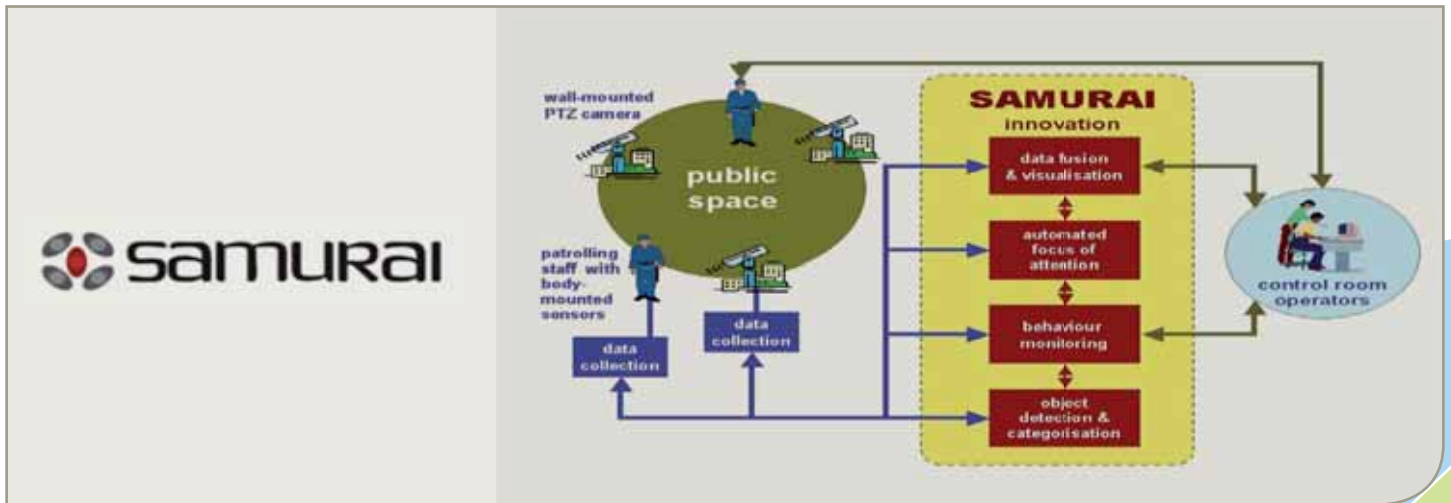 samurai
wall-mounted
PTZ camera
public
space
patrolling
staff with
body-
mounted
sensors
data
collection
data
collection
SAMURAI
innovation
data fusion
& visualisation
automated
focus of
attention
behaviour
monitoring
object
detection &
categorisation
control room
operators